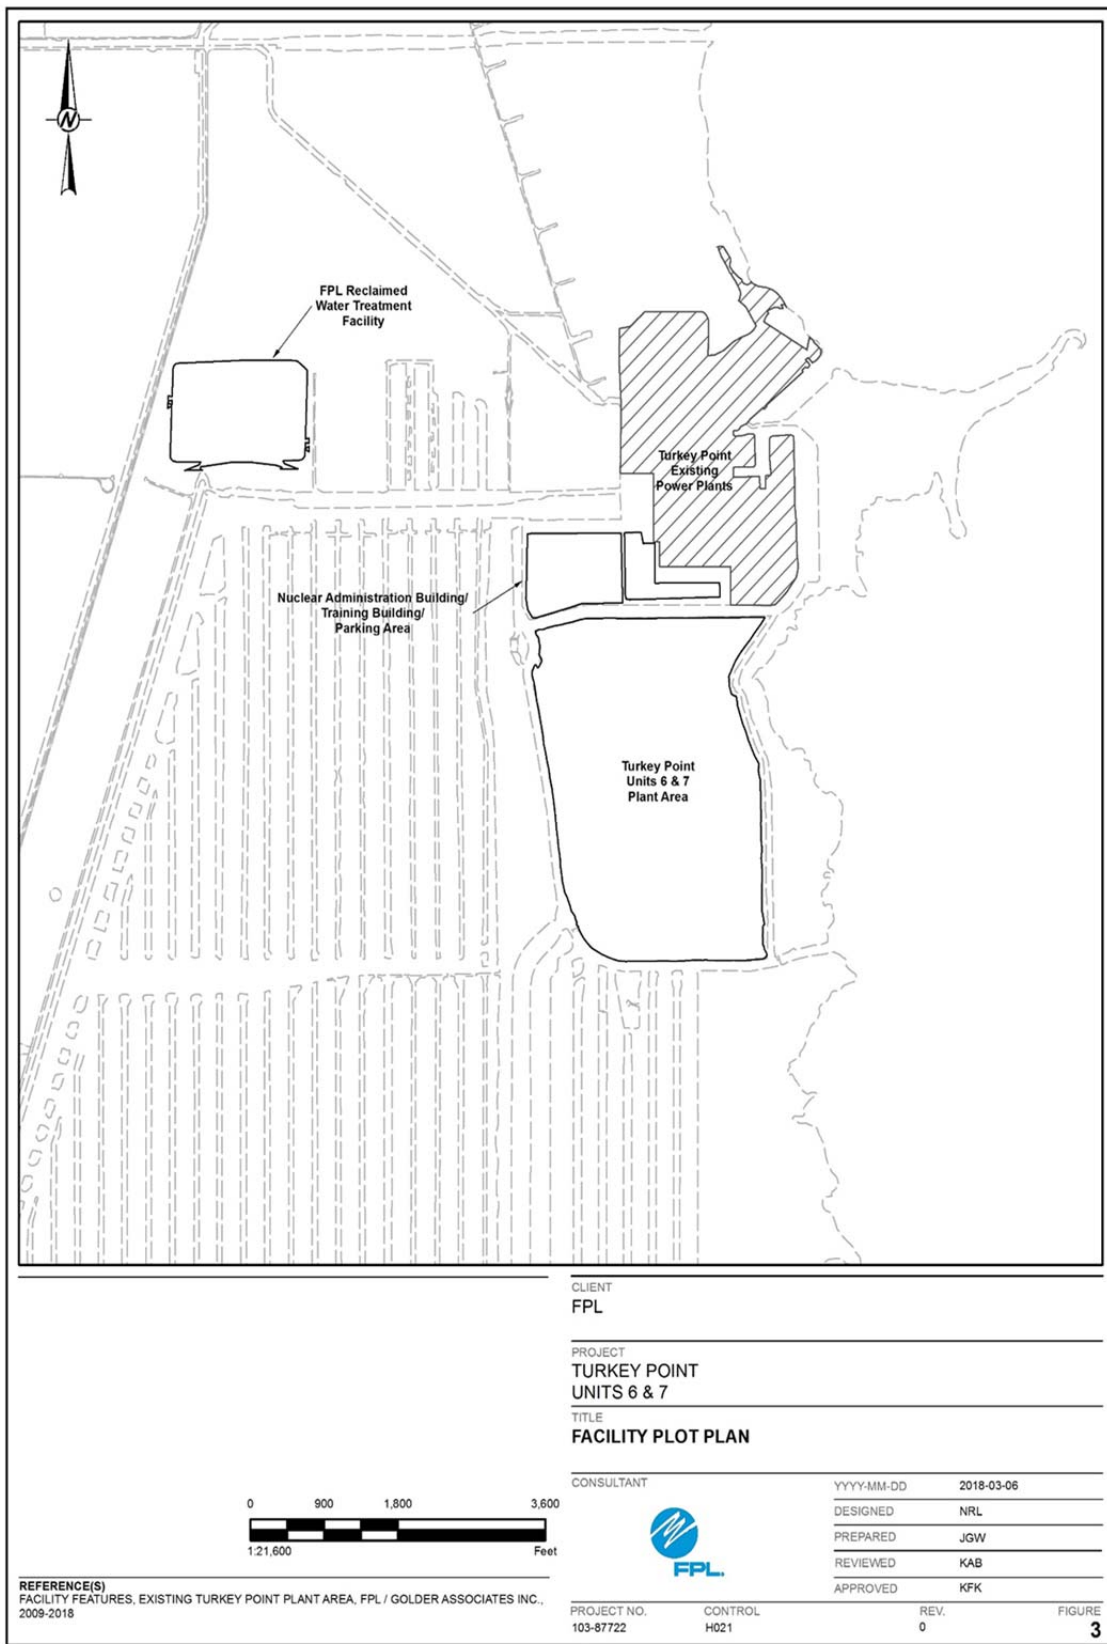 N
FPL Reclaimed
Water Treatment
Facility
Turkey Point
Existing
Power Plants
Nuclear Administration Building/
Training Building/
Parking Area
Turkey Point
Units 6 & 7
Plant Area
CLIENT
FPL
PROJECT
TURKEY POINT
UNITS 6 & 7
TITLE
FACILITY PLOT PLAN
CONSULTANT
FPL.
YYYY-MM-DD 2018-03-06
DESIGNED NRL
PREPARED JGW
REVIEWED KAB
APPROVED KFK
0 900 1,800 3,600
1:21,600 Feet
REFERENCE(S)
FACILITY FEATURES, EXISTING TURKEY POINT PLANT AREA, FPL / GOLDER ASSOCIATES INC.,
2009-2018
PROJECT NO. CONTROL REV. FIGURE
103-87722 H021 0 3